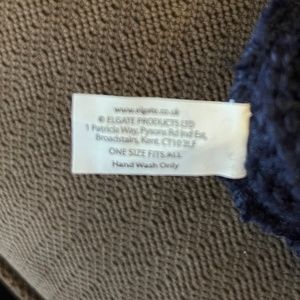 www.elgate.co.uk
© ELGATE PRODUCTS LTD
1 Patricia Way, Pysons Rd Ind Est,
Broadstairs, Kent. CT10 2LF
ONE SIZE FITS ALL
Hand Wash Only